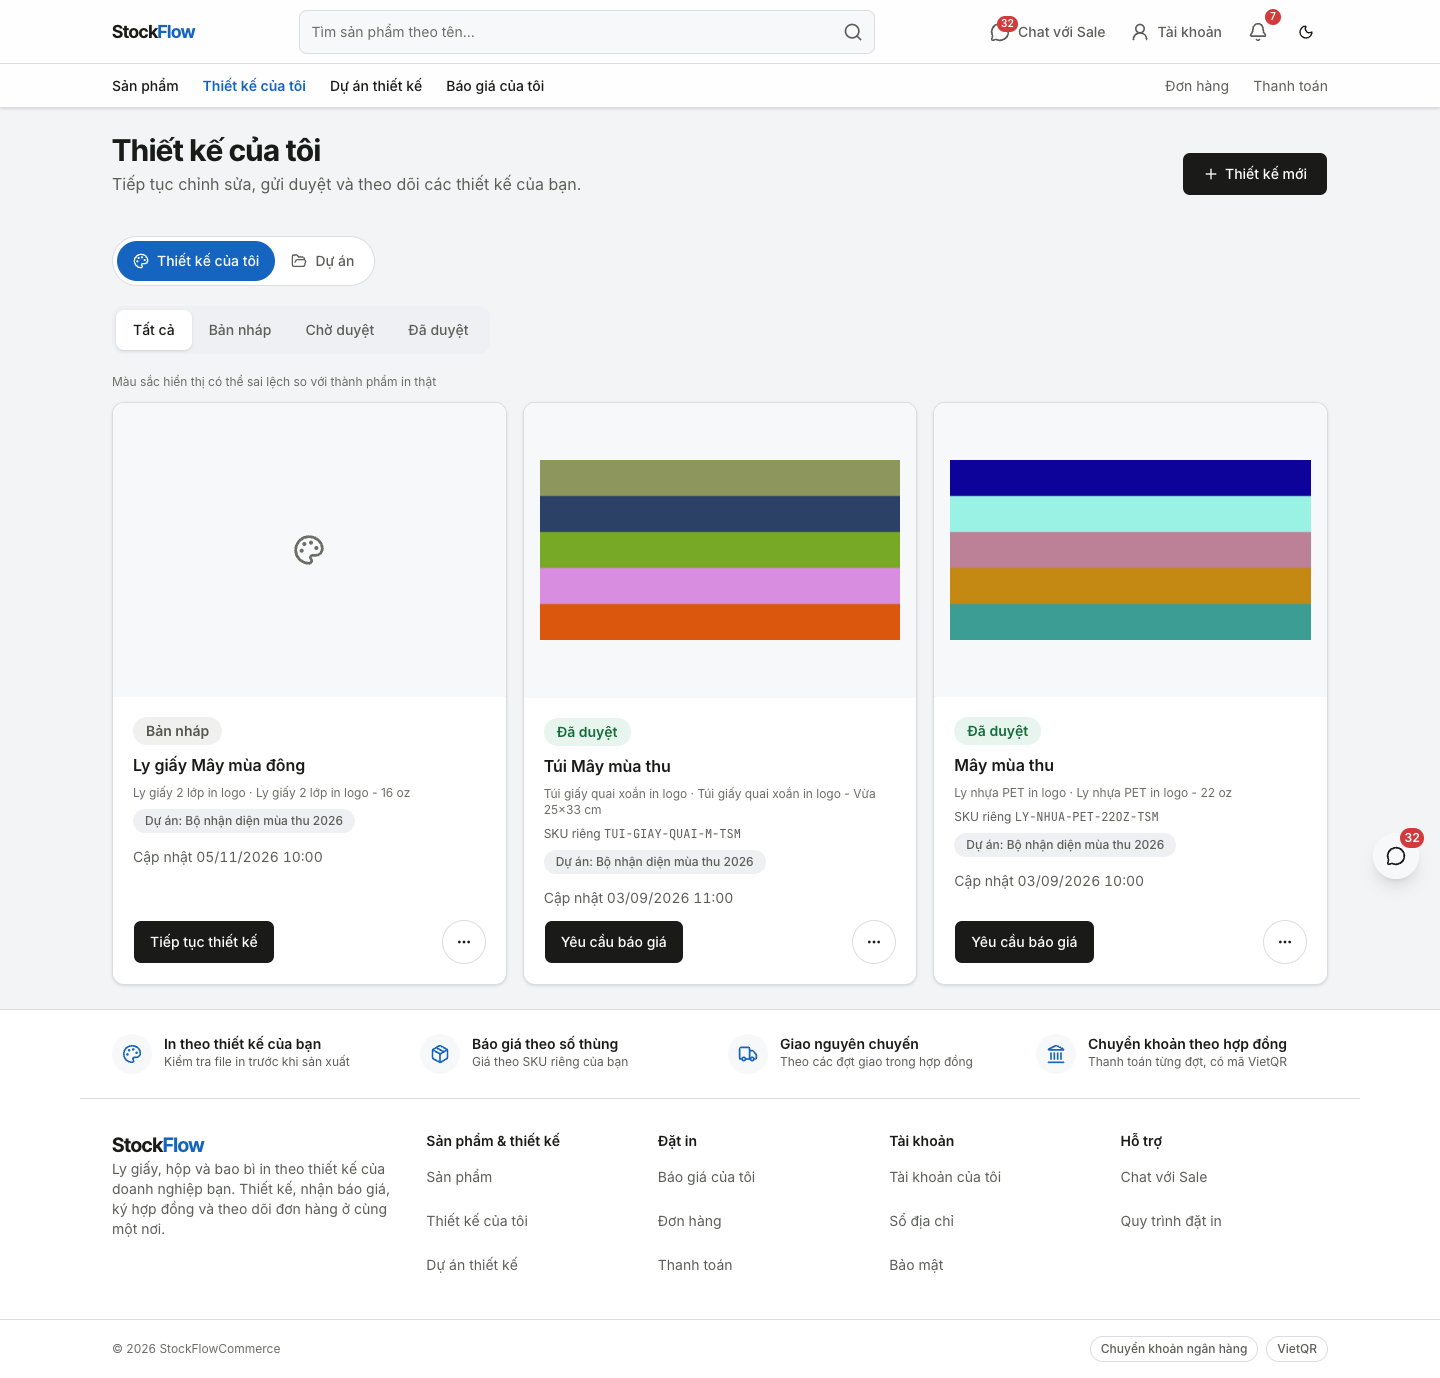 StockFlow
Tìm sản phẩm theo tên...
32
Chat với Sale
Tài khoản
7
Sản phẩm
Thiết kế của tôi
Dự án thiết kế
Báo giá của tôi
Đơn hàng
Thanh toán
Thiết kế của tôi
Tiếp tục chỉnh sửa, gửi duyệt và theo dõi các thiết kế của bạn.
Thiết kế mới
Thiết kế của tôi
Dự án
Tất cả
Bản nháp
Chờ duyệt
Đã duyệt
Màu sắc hiển thị có thể sai lệch so với thành phẩm in thật
Bản nháp
Ly giấy Mây mùa đông
Ly giấy 2 lớp in logo · Ly giấy 2 lớp in logo - 16 oz
Dự án: Bộ nhận diện mùa thu 2026
Cập nhật 05/11/2026 10:00
Tiếp tục thiết kế
Đã duyệt
Túi Mây mùa thu
Túi giấy quai xoắn in logo · Túi giấy quai xoắn in logo - Vừa
25×33 cm
SKU riêng TUI-GIAY-QUAI-M-TSM
Dự án: Bộ nhận diện mùa thu 2026
Cập nhật 03/09/2026 11:00
Yêu cầu báo giá
Đã duyệt
Mây mùa thu
Ly nhựa PET in logo · Ly nhựa PET in logo - 22 oz
SKU riêng LY-NHUA-PET-22OZ-TSM
Dự án: Bộ nhận diện mùa thu 2026
Cập nhật 03/09/2026 10:00
Yêu cầu báo giá
32
In theo thiết kế của bạn
Kiểm tra file in trước khi sản xuất
Báo giá theo số thùng
Giá theo SKU riêng của bạn
Giao nguyên chuyến
Theo các đợt giao trong hợp đồng
Chuyển khoản theo hợp đồng
Thanh toán từng đợt, có mã VietQR
StockFlow
Ly giấy, hộp và bao bì in theo thiết kế của
doanh nghiệp bạn. Thiết kế, nhận báo giá,
ký hợp đồng và theo dõi đơn hàng ở cùng
một nơi.
Sản phẩm & thiết kế
Sản phẩm
Thiết kế của tôi
Dự án thiết kế
Đặt in
Báo giá của tôi
Đơn hàng
Thanh toán
Tài khoản
Tài khoản của tôi
Sổ địa chỉ
Bảo mật
Hỗ trợ
Chat với Sale
Quy trình đặt in
© 2026 StockFlowCommerce
Chuyển khoản ngân hàng
VietQR